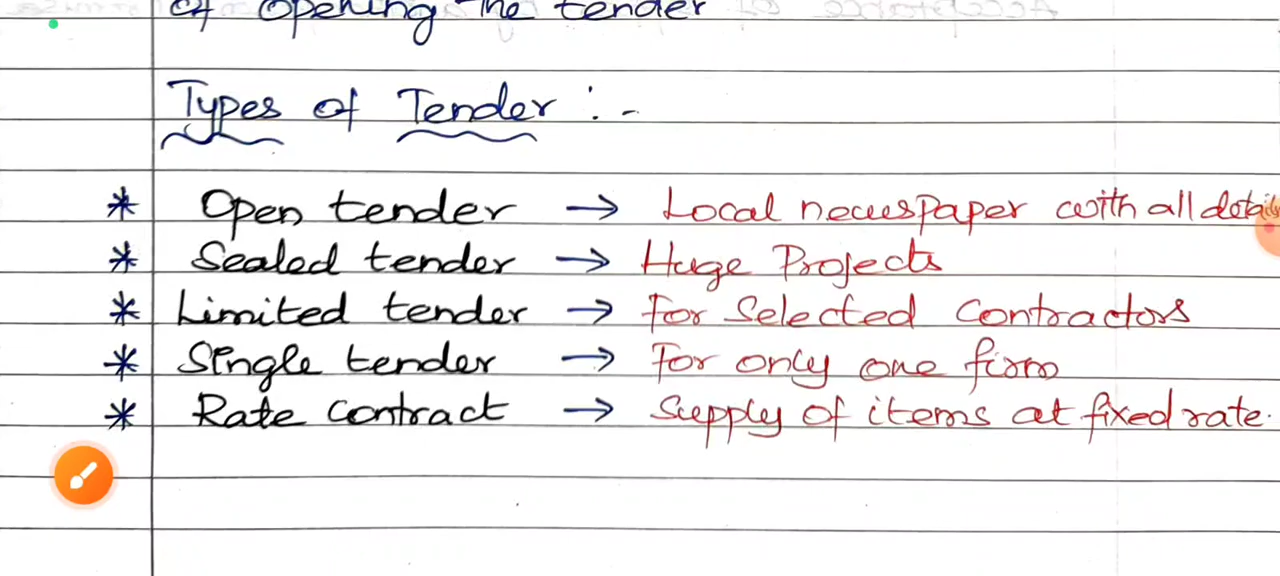 of Opening the tender
Types of Tender :-
* Open tender → Local newspaper with all details
* Sealed tender → Huge Projects
* Limited tender → For Selected Contractors
* Single tender → For only one firm
* Rate Contract → Supply of items at fixed rate.